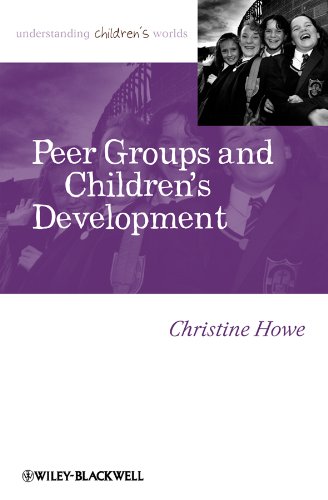 understanding children's worlds
Peer Groups and
Children's
Development
Christine Howe
WILEY-BLACKWELL